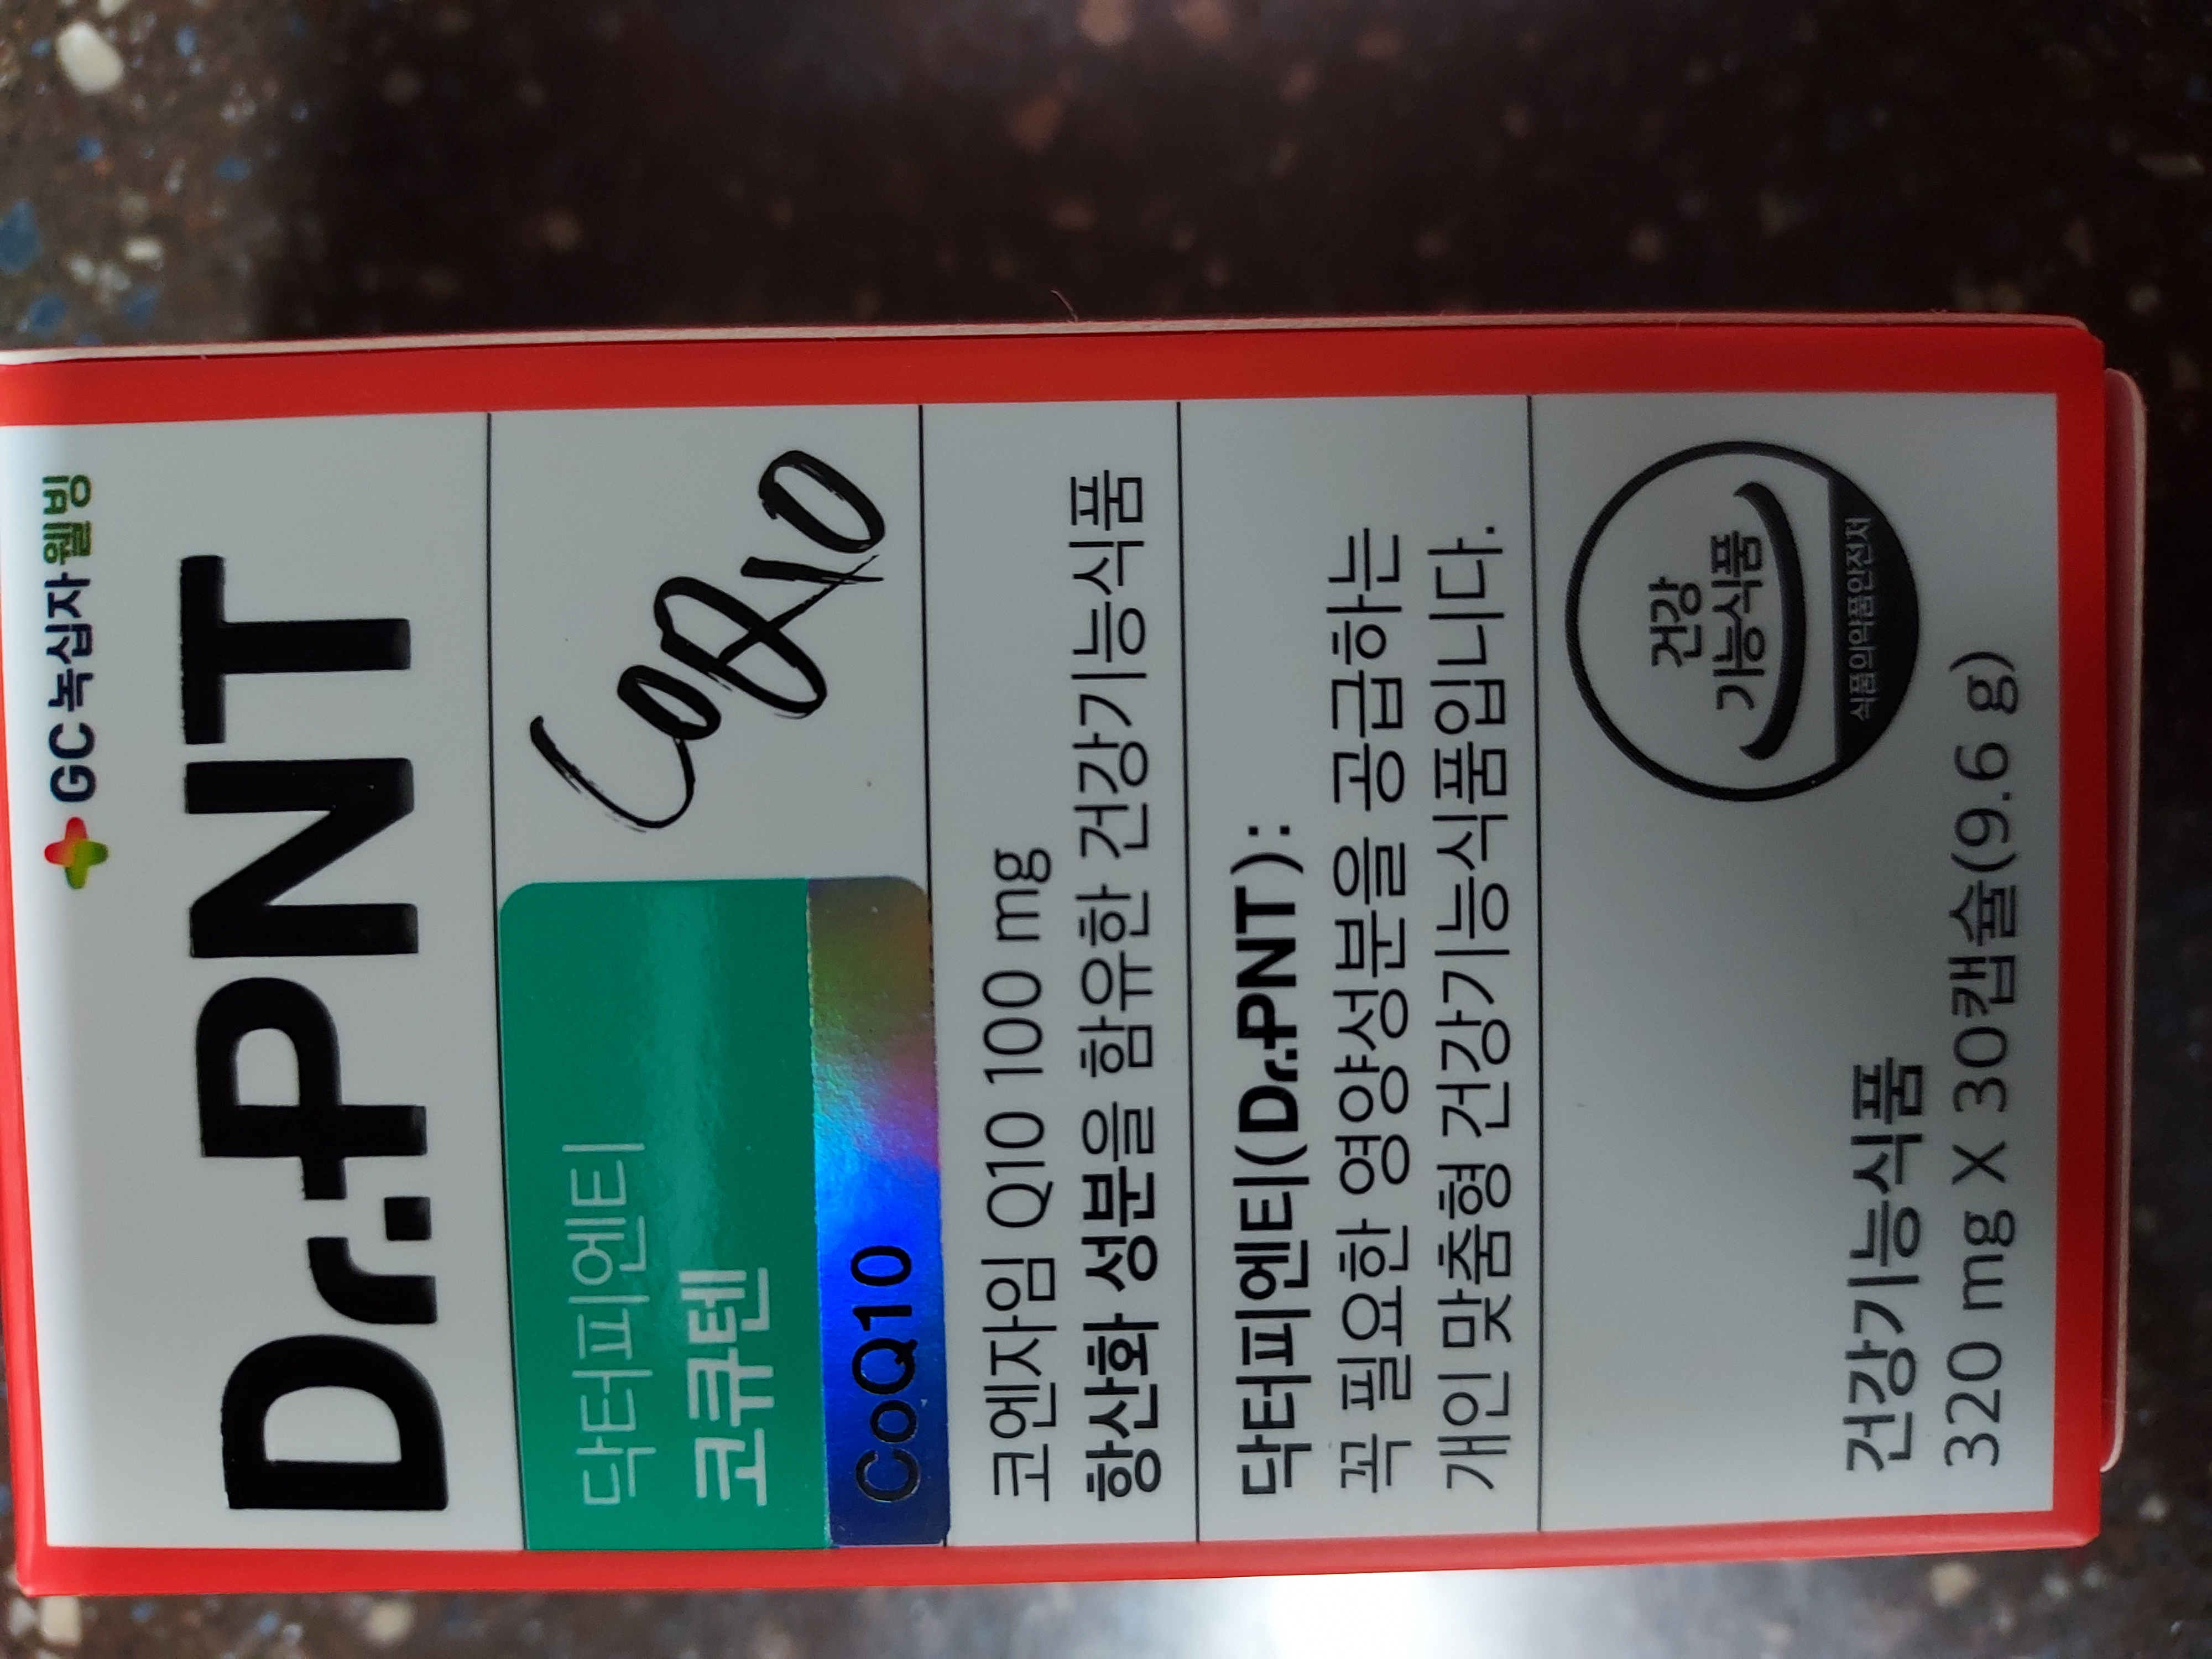 GC 녹십자웰빙
Dr.PNT
닥터피엔티
코큐텐
CoQ10
CoQ10
코엔자임 Q10 100 mg
항산화 성분을 함유한 건강기능식품
닥터피엔티(Dr.PNT):
꼭 필요한 영양성분을 공급하는
개인 맞춤형 건강기능식품입니다.
건강
기능식품
식품의약품안전처
건강기능식품
320 mg X 30캡슐(9.6 g)